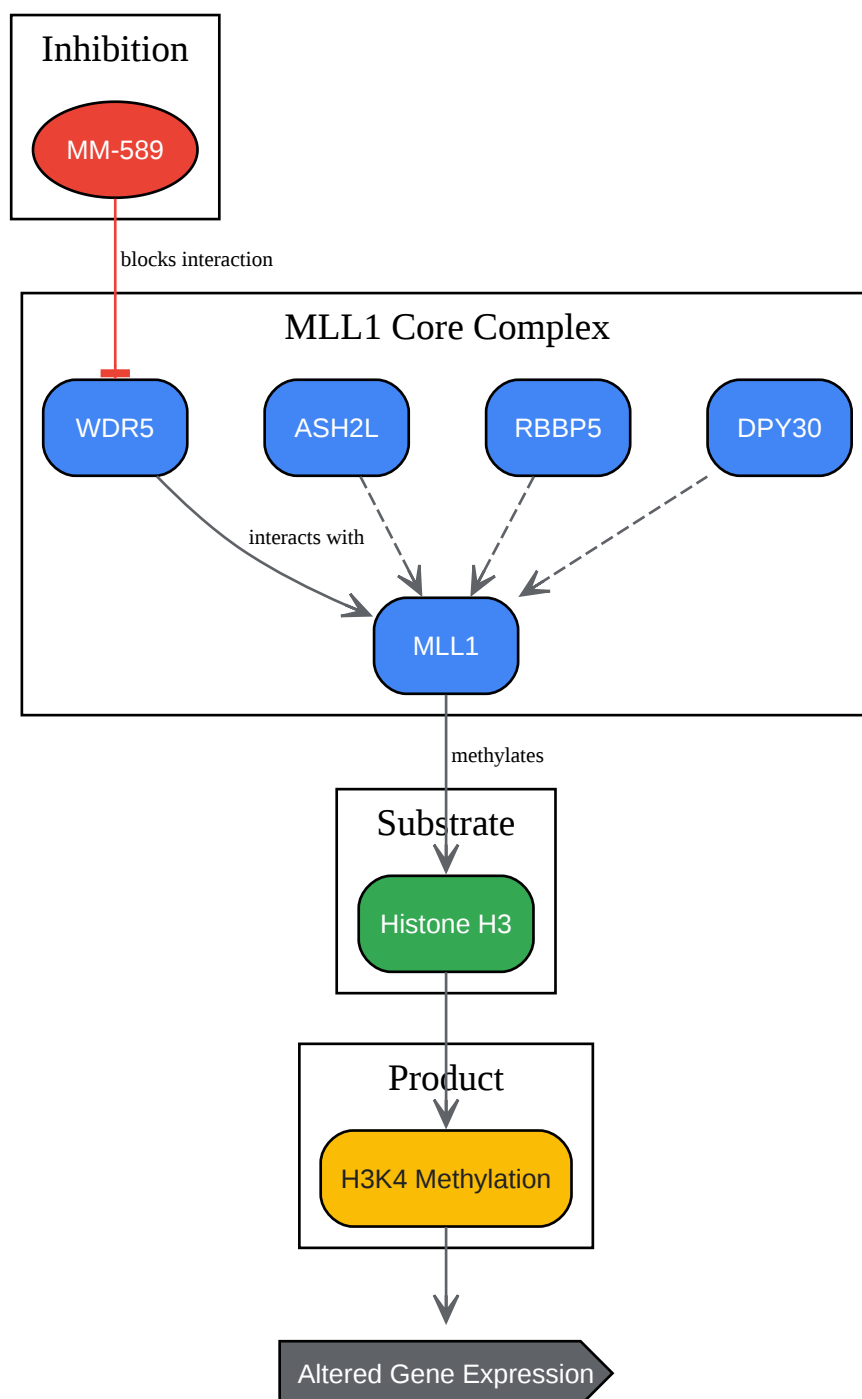 Inhibition
MM-589
blocks interaction
MLL1 Core Complex
WDR5
ASH2L
RBBP5
DPY30
interacts with
MLL1
methylates
Substrate
Histone H3
Product
H3K4 Methylation
Altered Gene Expression